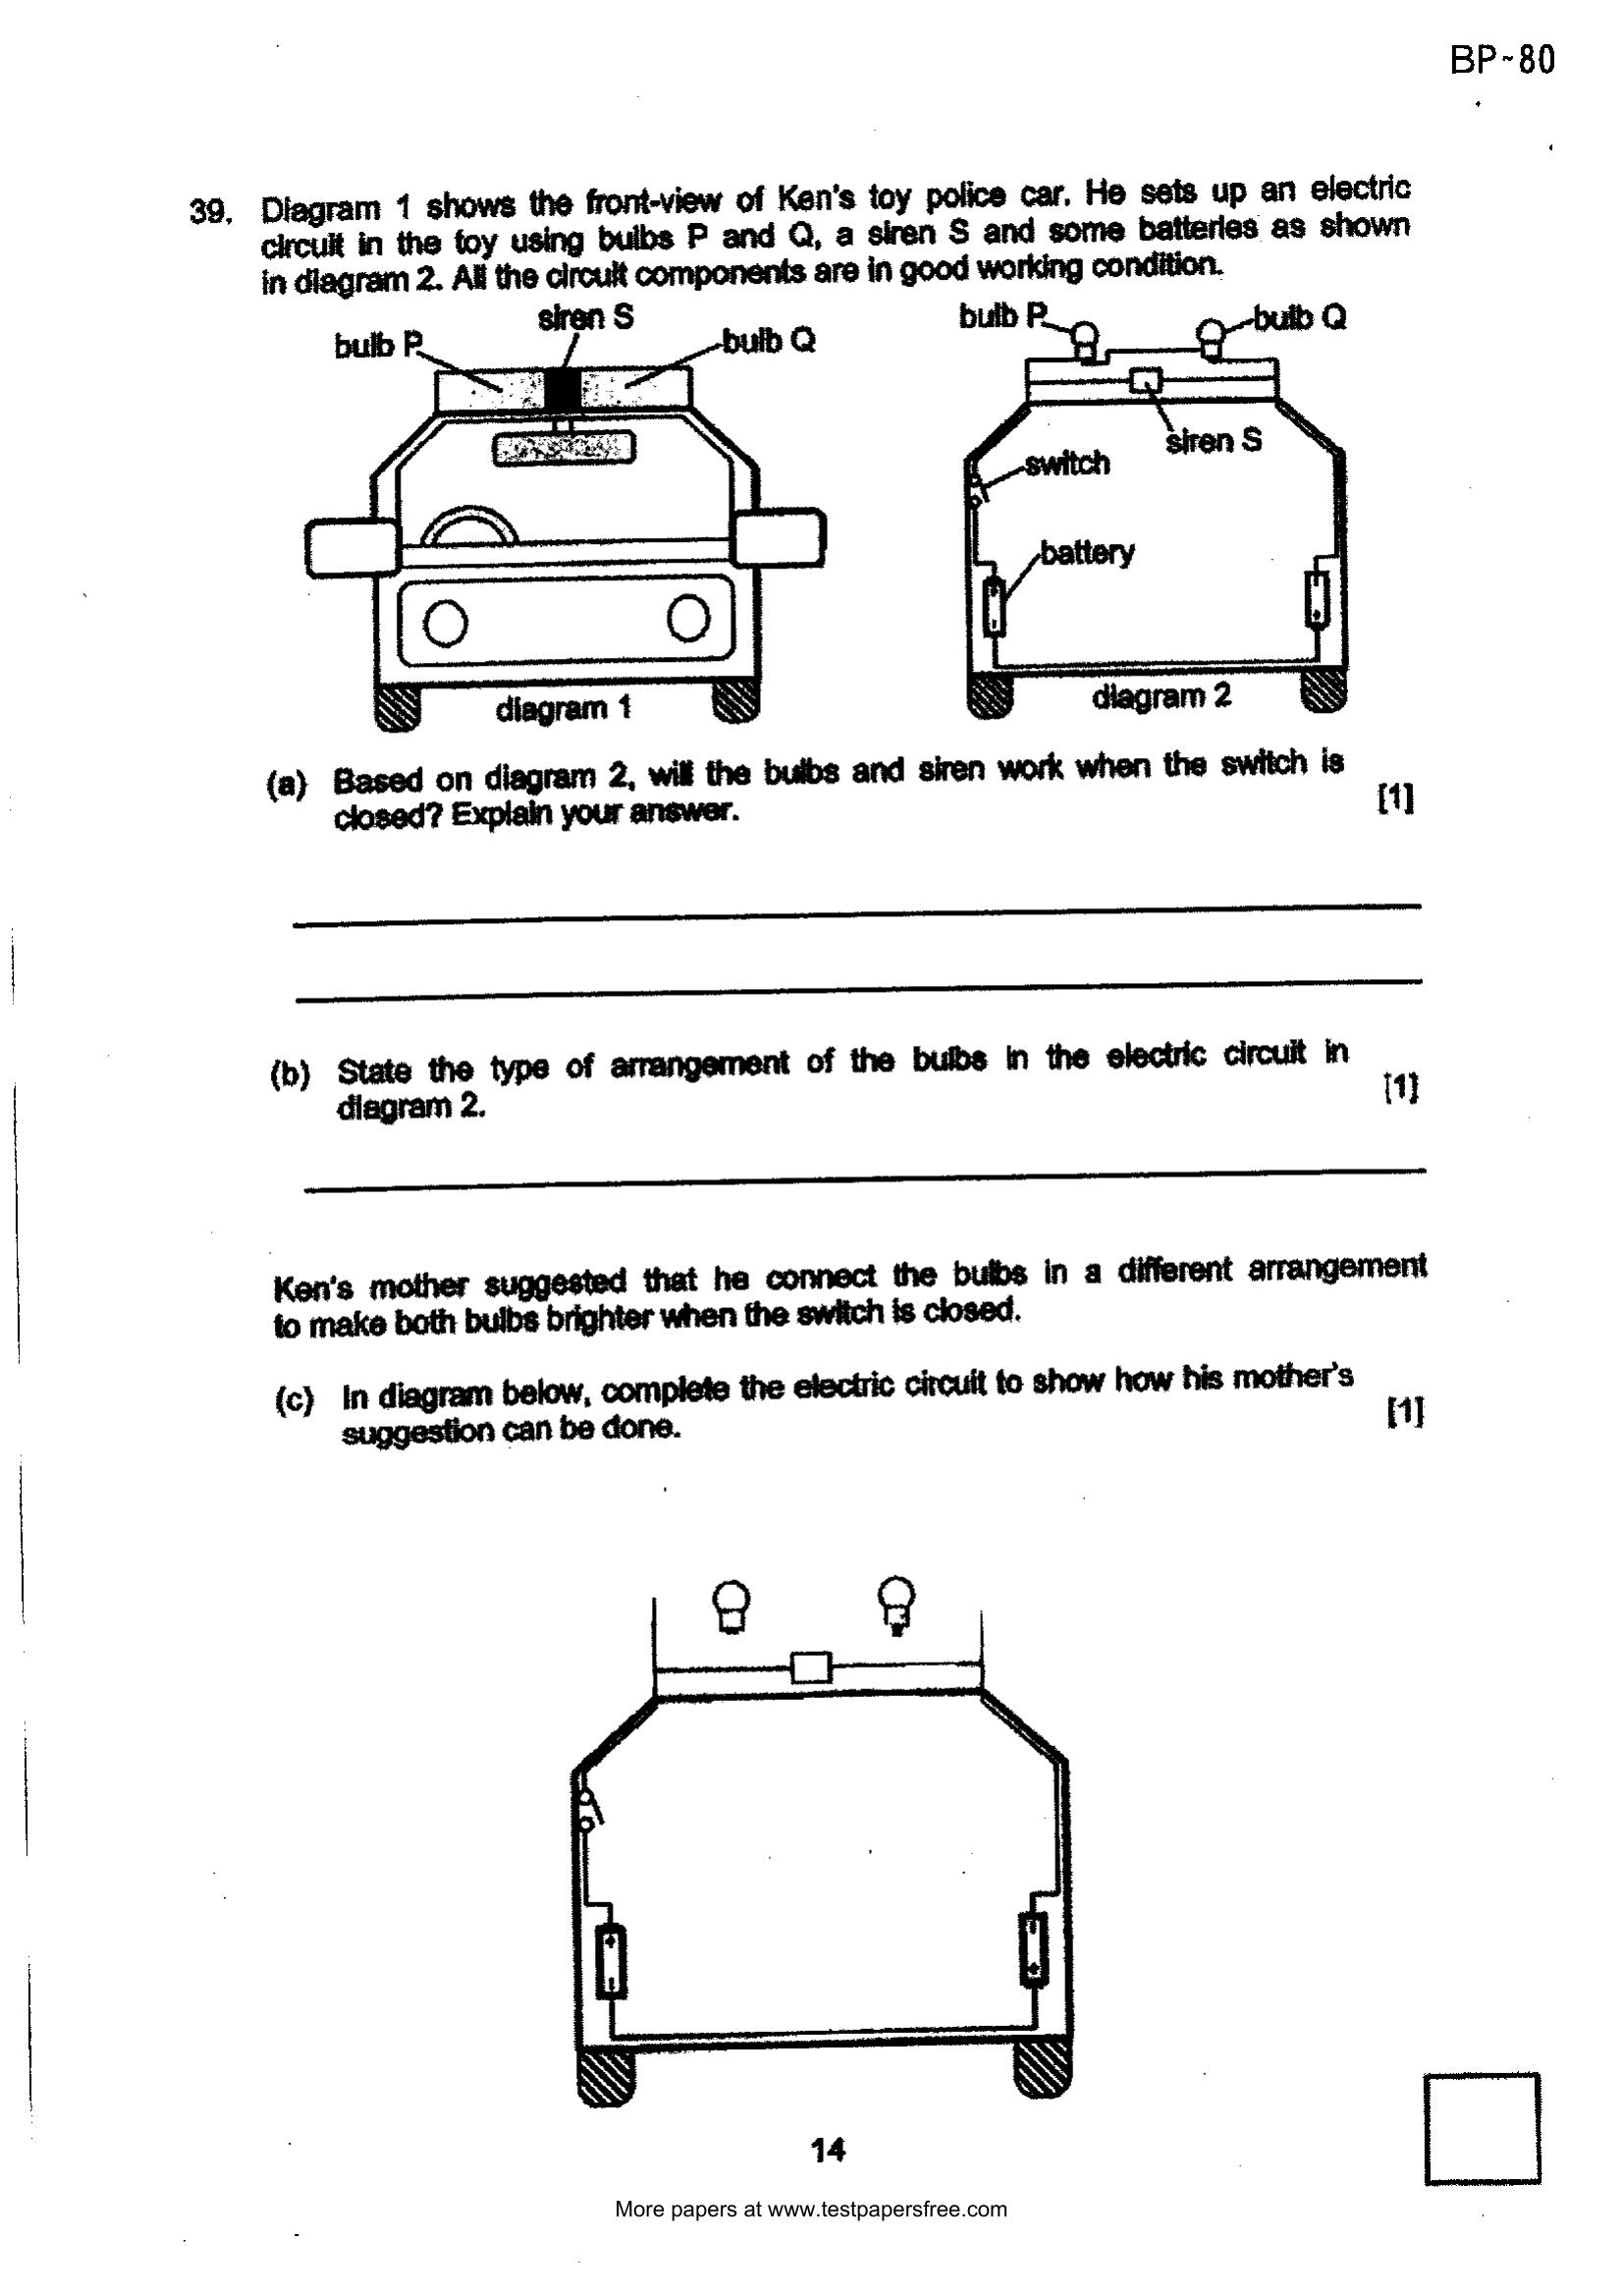 BP-80
39. Diagram 1 shows the front-view of Ken's toy police car. He sets up an electric
circuit in the toy using bulbs P and Q, a siren S and some batteries as shown
in diagram 2. All the circuit components are in good working condition.
siren S
bulb P
bulb Q
bulb P
bulb Q
siren S
switch
battery
diagram 1
diagram 2
(a) Based on diagram 2, will the bulbs and siren work when the switch is
closed? Explain your answer. [1]
(b) State the type of arrangement of the bulbs in the electric circuit in
diagram 2. [1]
Ken's mother suggested that he connect the bulbs in a different arrangement
to make both bulbs brighter when the switch is closed.
(c) In diagram below, complete the electric circuit to show how his mother's
suggestion can be done. [1]
14
More papers at www.testpapersfree.com